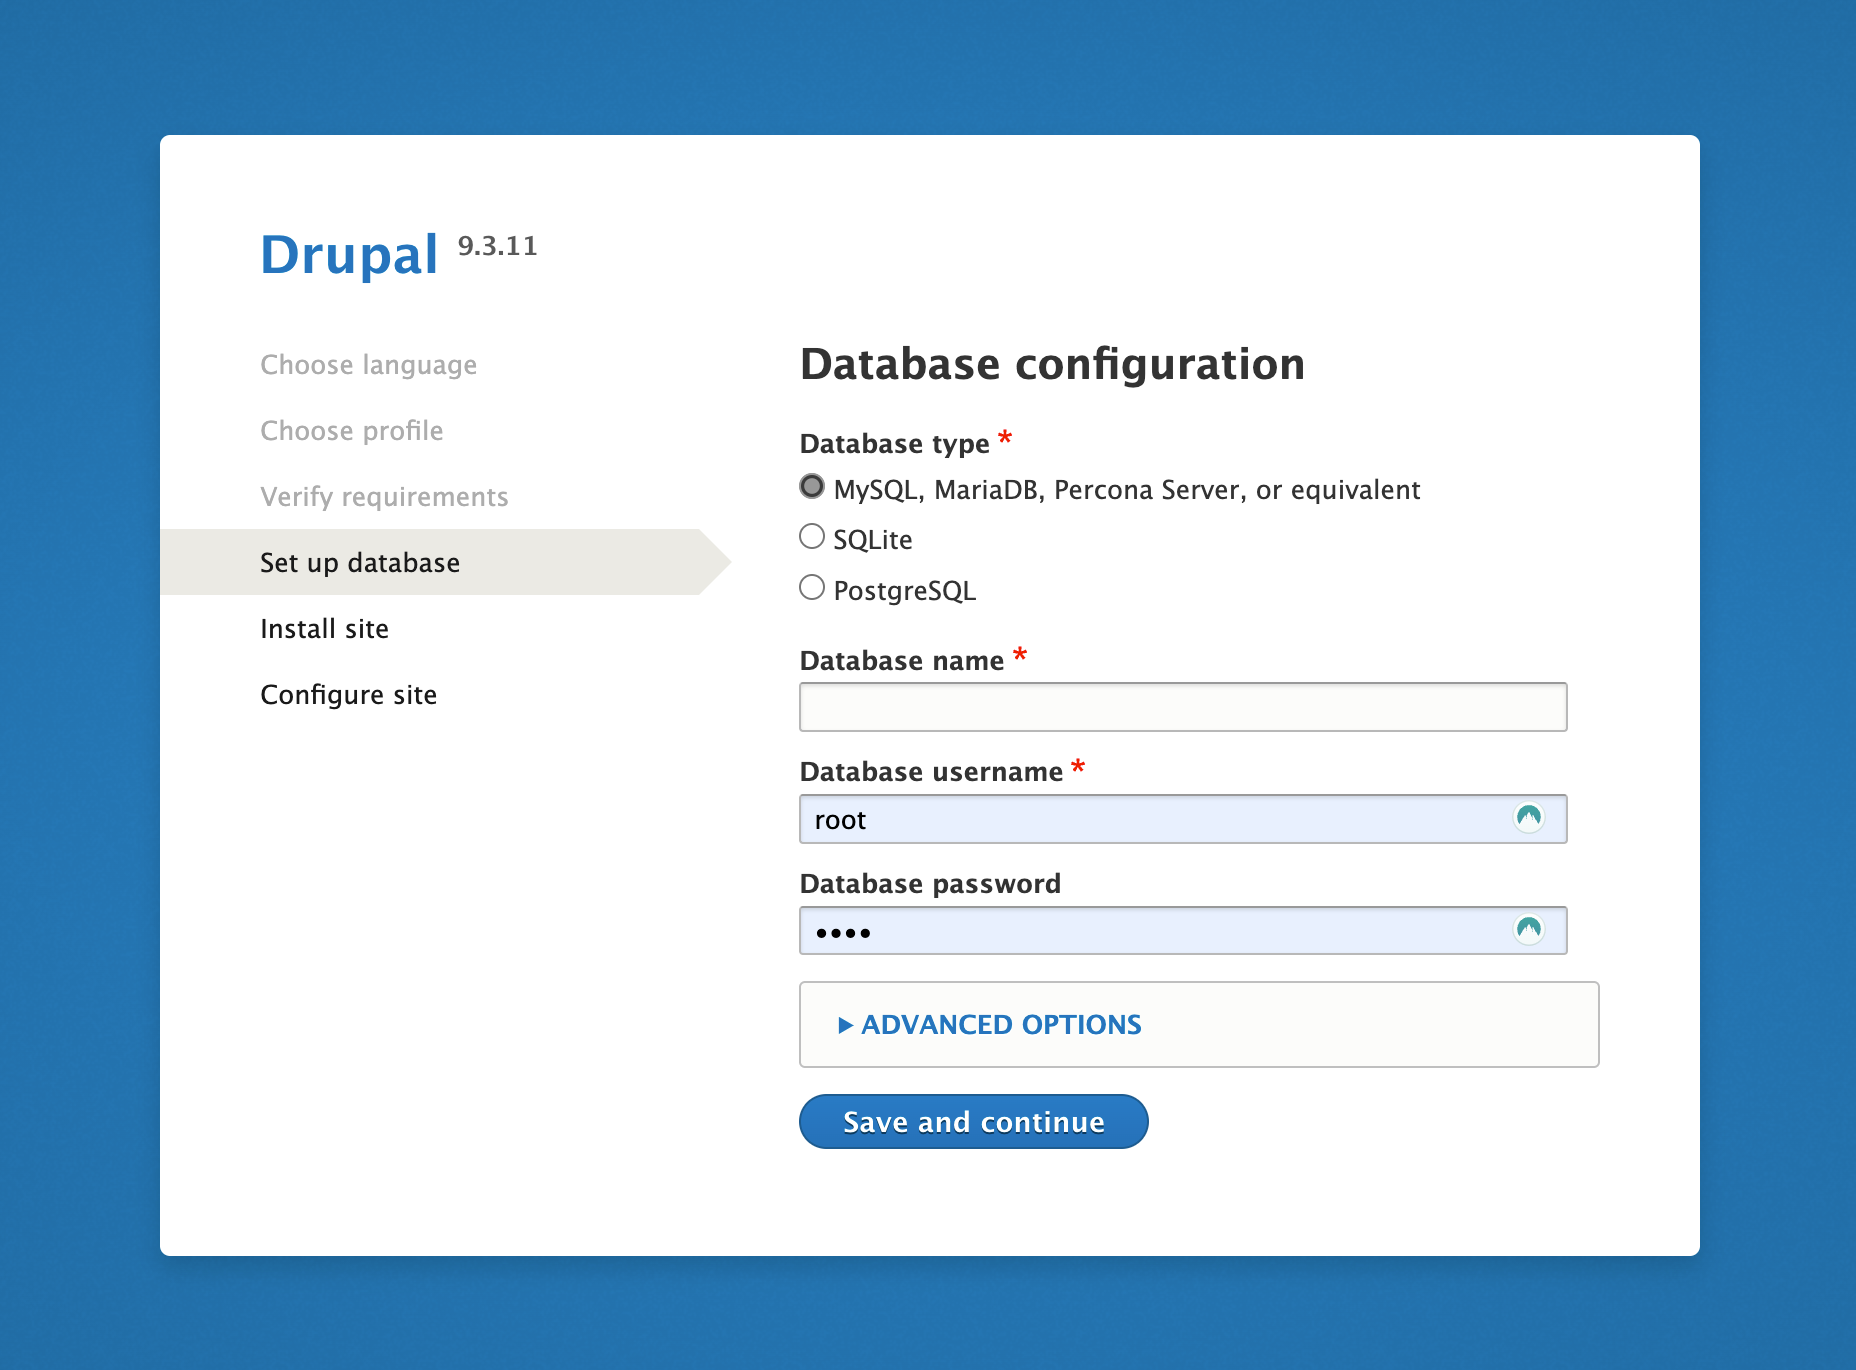 Drupal 9.3.11
Choose language
Choose profile
Verify requirements
Set up database
Install site
Configure site
Database configuration
Database type *
MySQL, MariaDB, Percona Server, or equivalent
SQLite
PostgreSQL
Database name *
Database username *
root
Database password
••••
ADVANCED OPTIONS
Save and continue